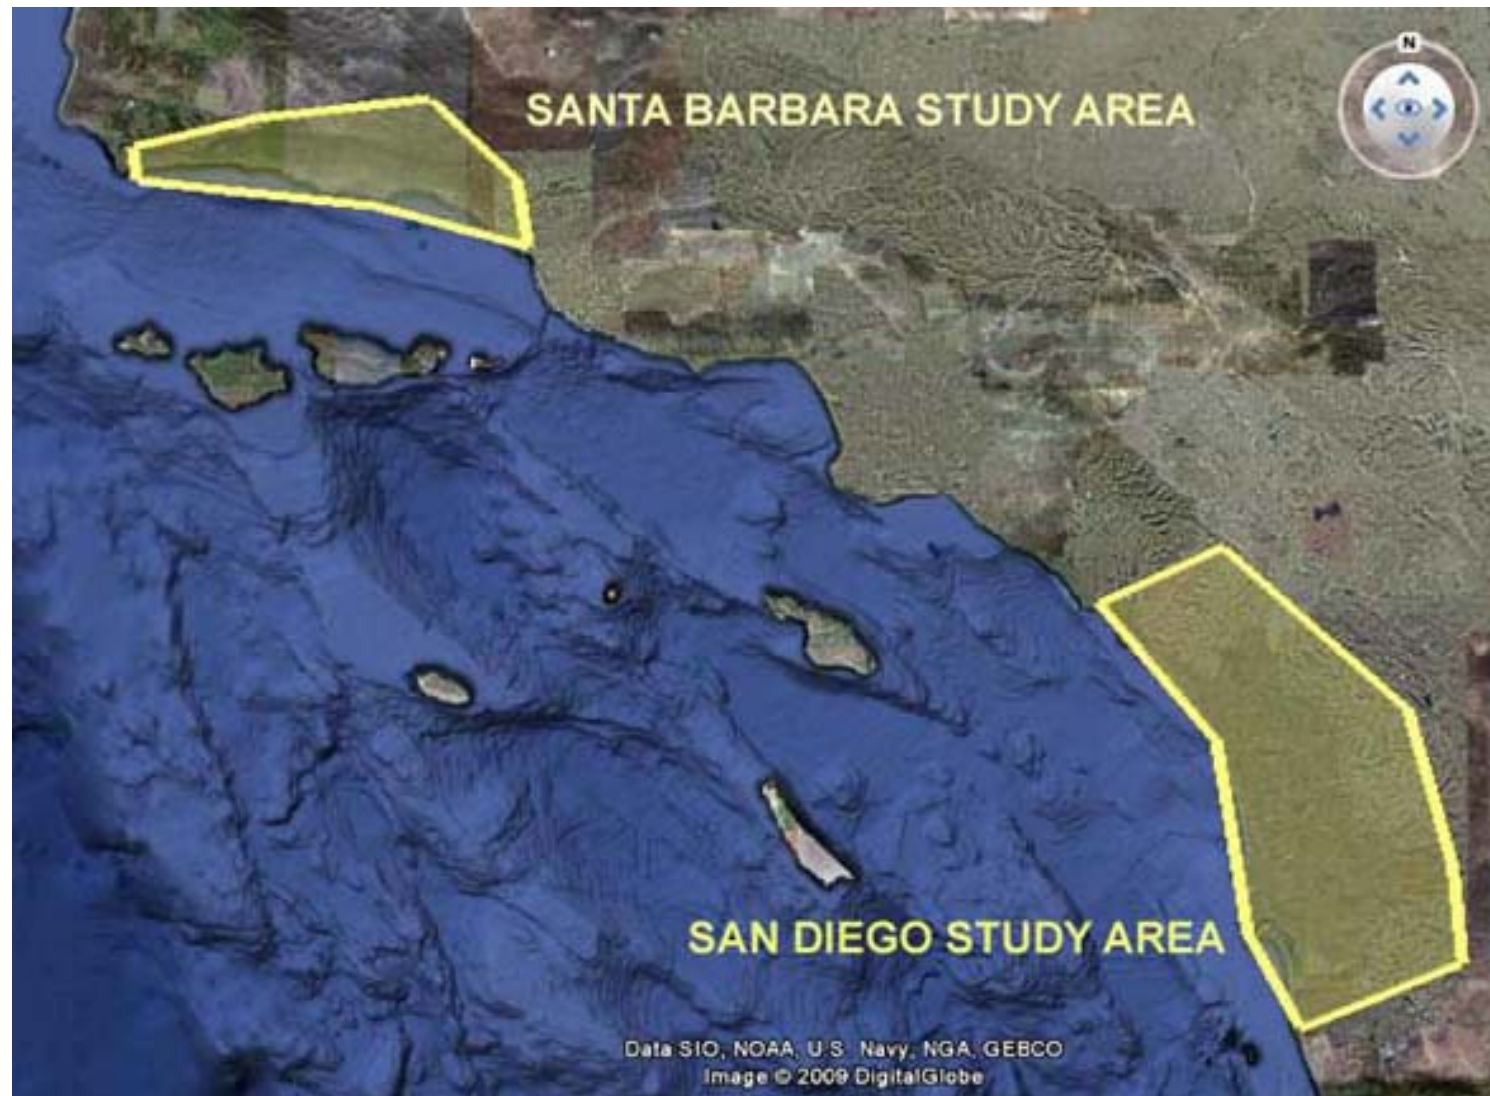 N
SANTA BARBARA STUDY AREA
SAN DIEGO STUDY AREA
Data SIO, NOAA, U.S. Navy, NGA, GEBCO
Image © 2009 DigitalGlobe